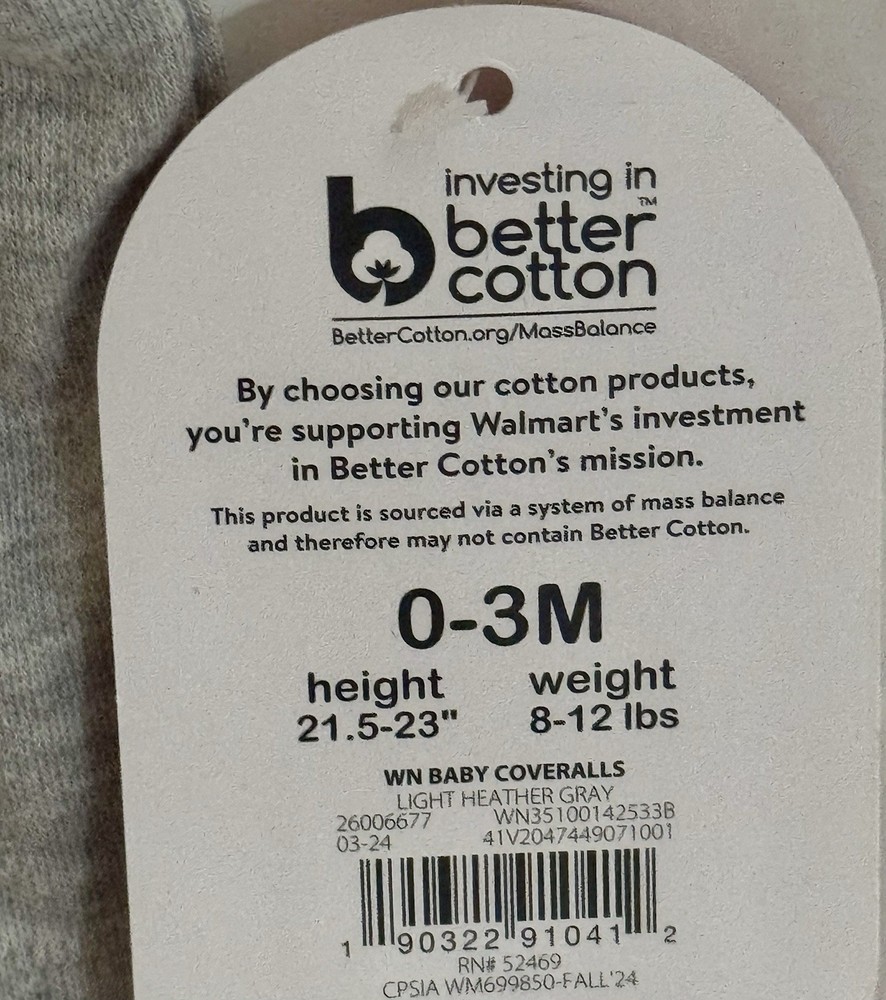 investing in
better™
cotton
BetterCotton.org/MassBalance
By choosing our cotton products,
you're supporting Walmart's investment
in Better Cotton's mission.
This product is sourced via a system of mass balance
and therefore may not contain Better Cotton.
0-3M
height weight
21.5-23" 8-12 lbs
WN BABY COVERALLS
LIGHT HEATHER GRAY
26006677 WN35100142533B
03-24 41V2047449071001
1 90322 91041 2
RN# 52469
CPSIA WM699850-FALL'24